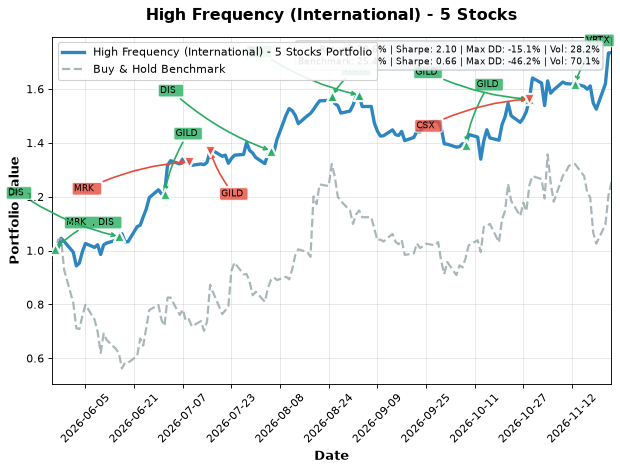 High Frequency (International) - 5 Stocks
VRTX
High Frequency (International) - 5 Stocks Portfolio
Buy & Hold Benchmark
% | Sharpe: 2.10 | Max DD: -15.1% | Vol: 28.2%
Benchmark: % | Sharpe: 0.66 | Max DD: -46.2% | Vol: 70.1%
GILD
GILD
DIS
CSX
GILD
MRK
GILD
DIS
MRK , DIS
Portfolio Value
1.6
1.4
1.2
1.0
0.8
0.6
2026-06-05
2026-06-21
2026-07-07
2026-07-23
2026-08-08
2026-08-24
2026-09-09
2026-09-25
2026-10-11
2026-10-27
2026-11-12
Date